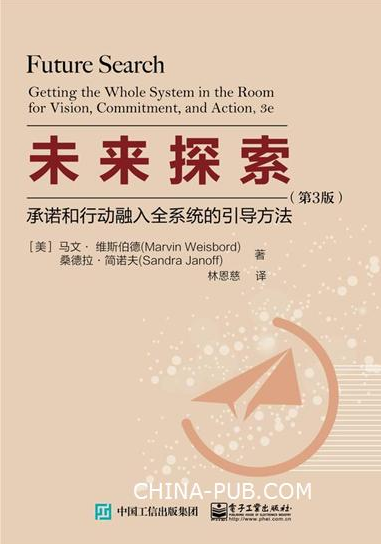 Future Search
Getting the Whole System in the Room
for Vision, Commitment, and Action, 3e
未来探索
（第3版）
承诺和行动融入全系统的引导方法
[美] 马文·维斯伯德(Marvin Weisbord)
桑德拉·简诺夫(Sandra Janoff)
著
林恩慈 译
CHINA-PUB.COM
中国工信出版集团
电子工业出版社
PUBLISHING HOUSE OF ELECTRONICS INDUSTRY
http://www.phei.com.cn